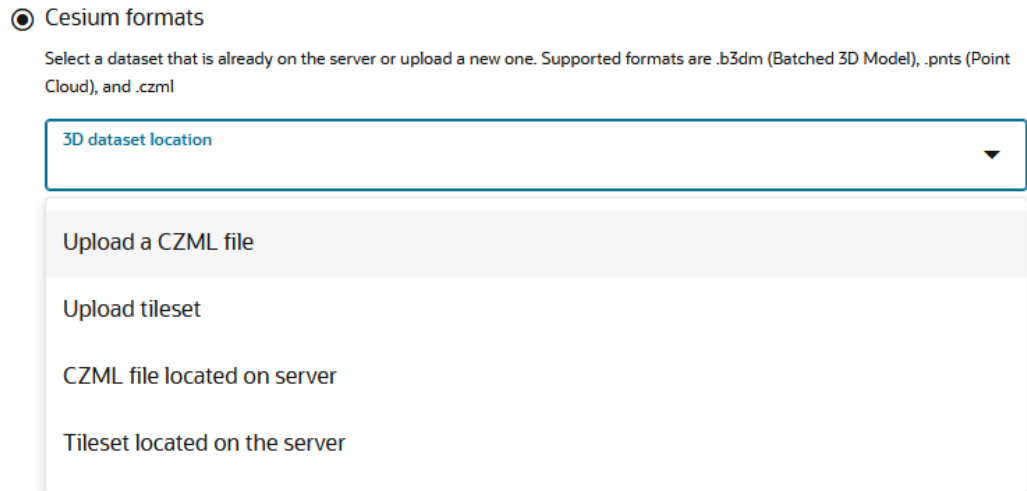 Cesium formats
Select a dataset that is already on the server or upload a new one. Supported formats are .b3dm (Batched 3D Model), .pnts (Point
Cloud), and .czml
3D dataset location
Upload a CZML file
Upload tileset
CZML file located on server
Tileset located on the server